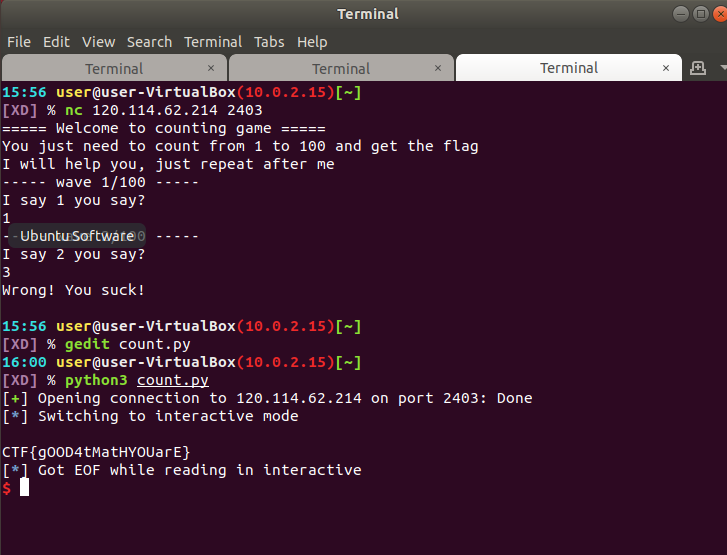 Terminal
File Edit View Search Terminal Tabs Help
Terminal × Terminal × Terminal ×
15:56 user@user-VirtualBox(10.0.2.15)[~]
[XD] % nc 120.114.62.214 2403
===== Welcome to counting game =====
You just need to count from 1 to 100 and get the flag
I will help you, just repeat after me
----- wave 1/100 -----
I say 1 you say?
1
Ubuntu Software /100 -----
I say 2 you say?
3
Wrong! You suck!
15:56 user@user-VirtualBox(10.0.2.15)[~]
[XD] % gedit count.py
16:00 user@user-VirtualBox(10.0.2.15)[~]
[XD] % python3 count.py
[+] Opening connection to 120.114.62.214 on port 2403: Done
[*] Switching to interactive mode
CTF{gOOD4tMatHYOUarE}
[*] Got EOF while reading in interactive
$